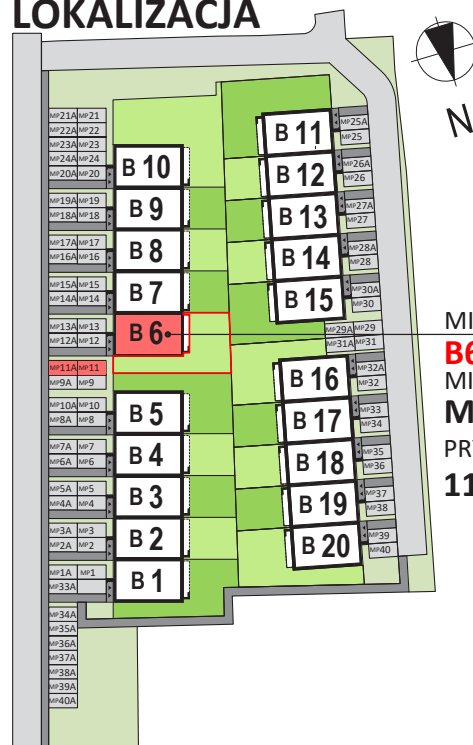 LOKALIZACJA
N
MP21A MP21
MP22A MP22
MP23A MP23
MP24A MP24
MP20A MP20
MP19A MP19
MP18A MP18
MP17A MP17
MP16A MP16
MP15A MP15
MP14A MP14
MP13A MP13
MP12A MP12
MP11A MP11
MP9A MP9
MP10A MP10
MP8A MP8
MP7A MP7
MP6A MP6
MP5A MP5
MP4A MP4
MP3A MP3
MP2A MP2
MP1A MP1
MP33A
MP34A
MP35A
MP36A
MP37A
MP38A
MP39A
MP40A
B 10
B 9
B 8
B 7
B 6
B 5
B 4
B 3
B 2
B 1
B 11
B 12
B 13
B 14
B 15
B 16
B 17
B 18
B 19
B 20
MP25A
MP25
MP26A
MP26
MP27A
MP27
MP28A
MP28
MP30A
MP30
MP29A MP29
MP31A MP31
MP32A
MP32
MP33
MP34
MP35
MP36
MP37
MP38
MP39
MP40
MI
B6
MI
M
PR
11